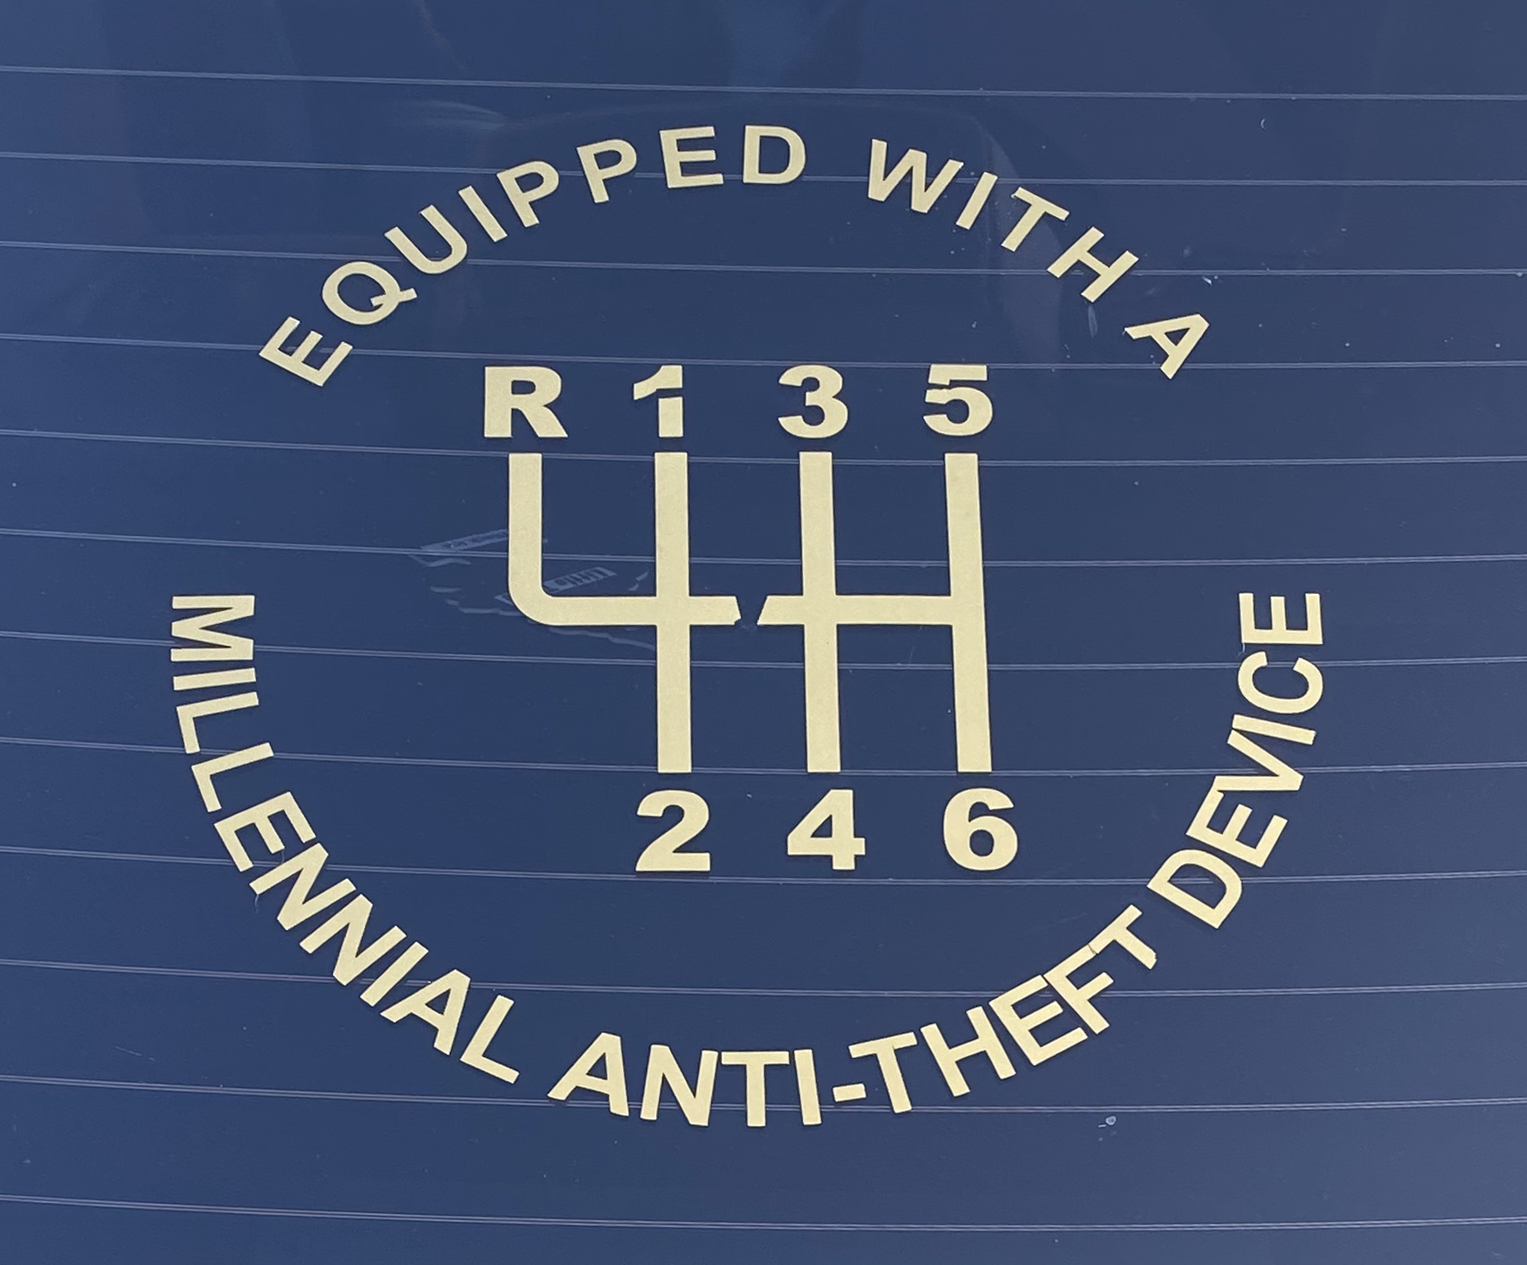 EQUIPPED WITH A
R 1 3 5
2 4 6
MILLENNIAL ANTI-THEFT DEVICE